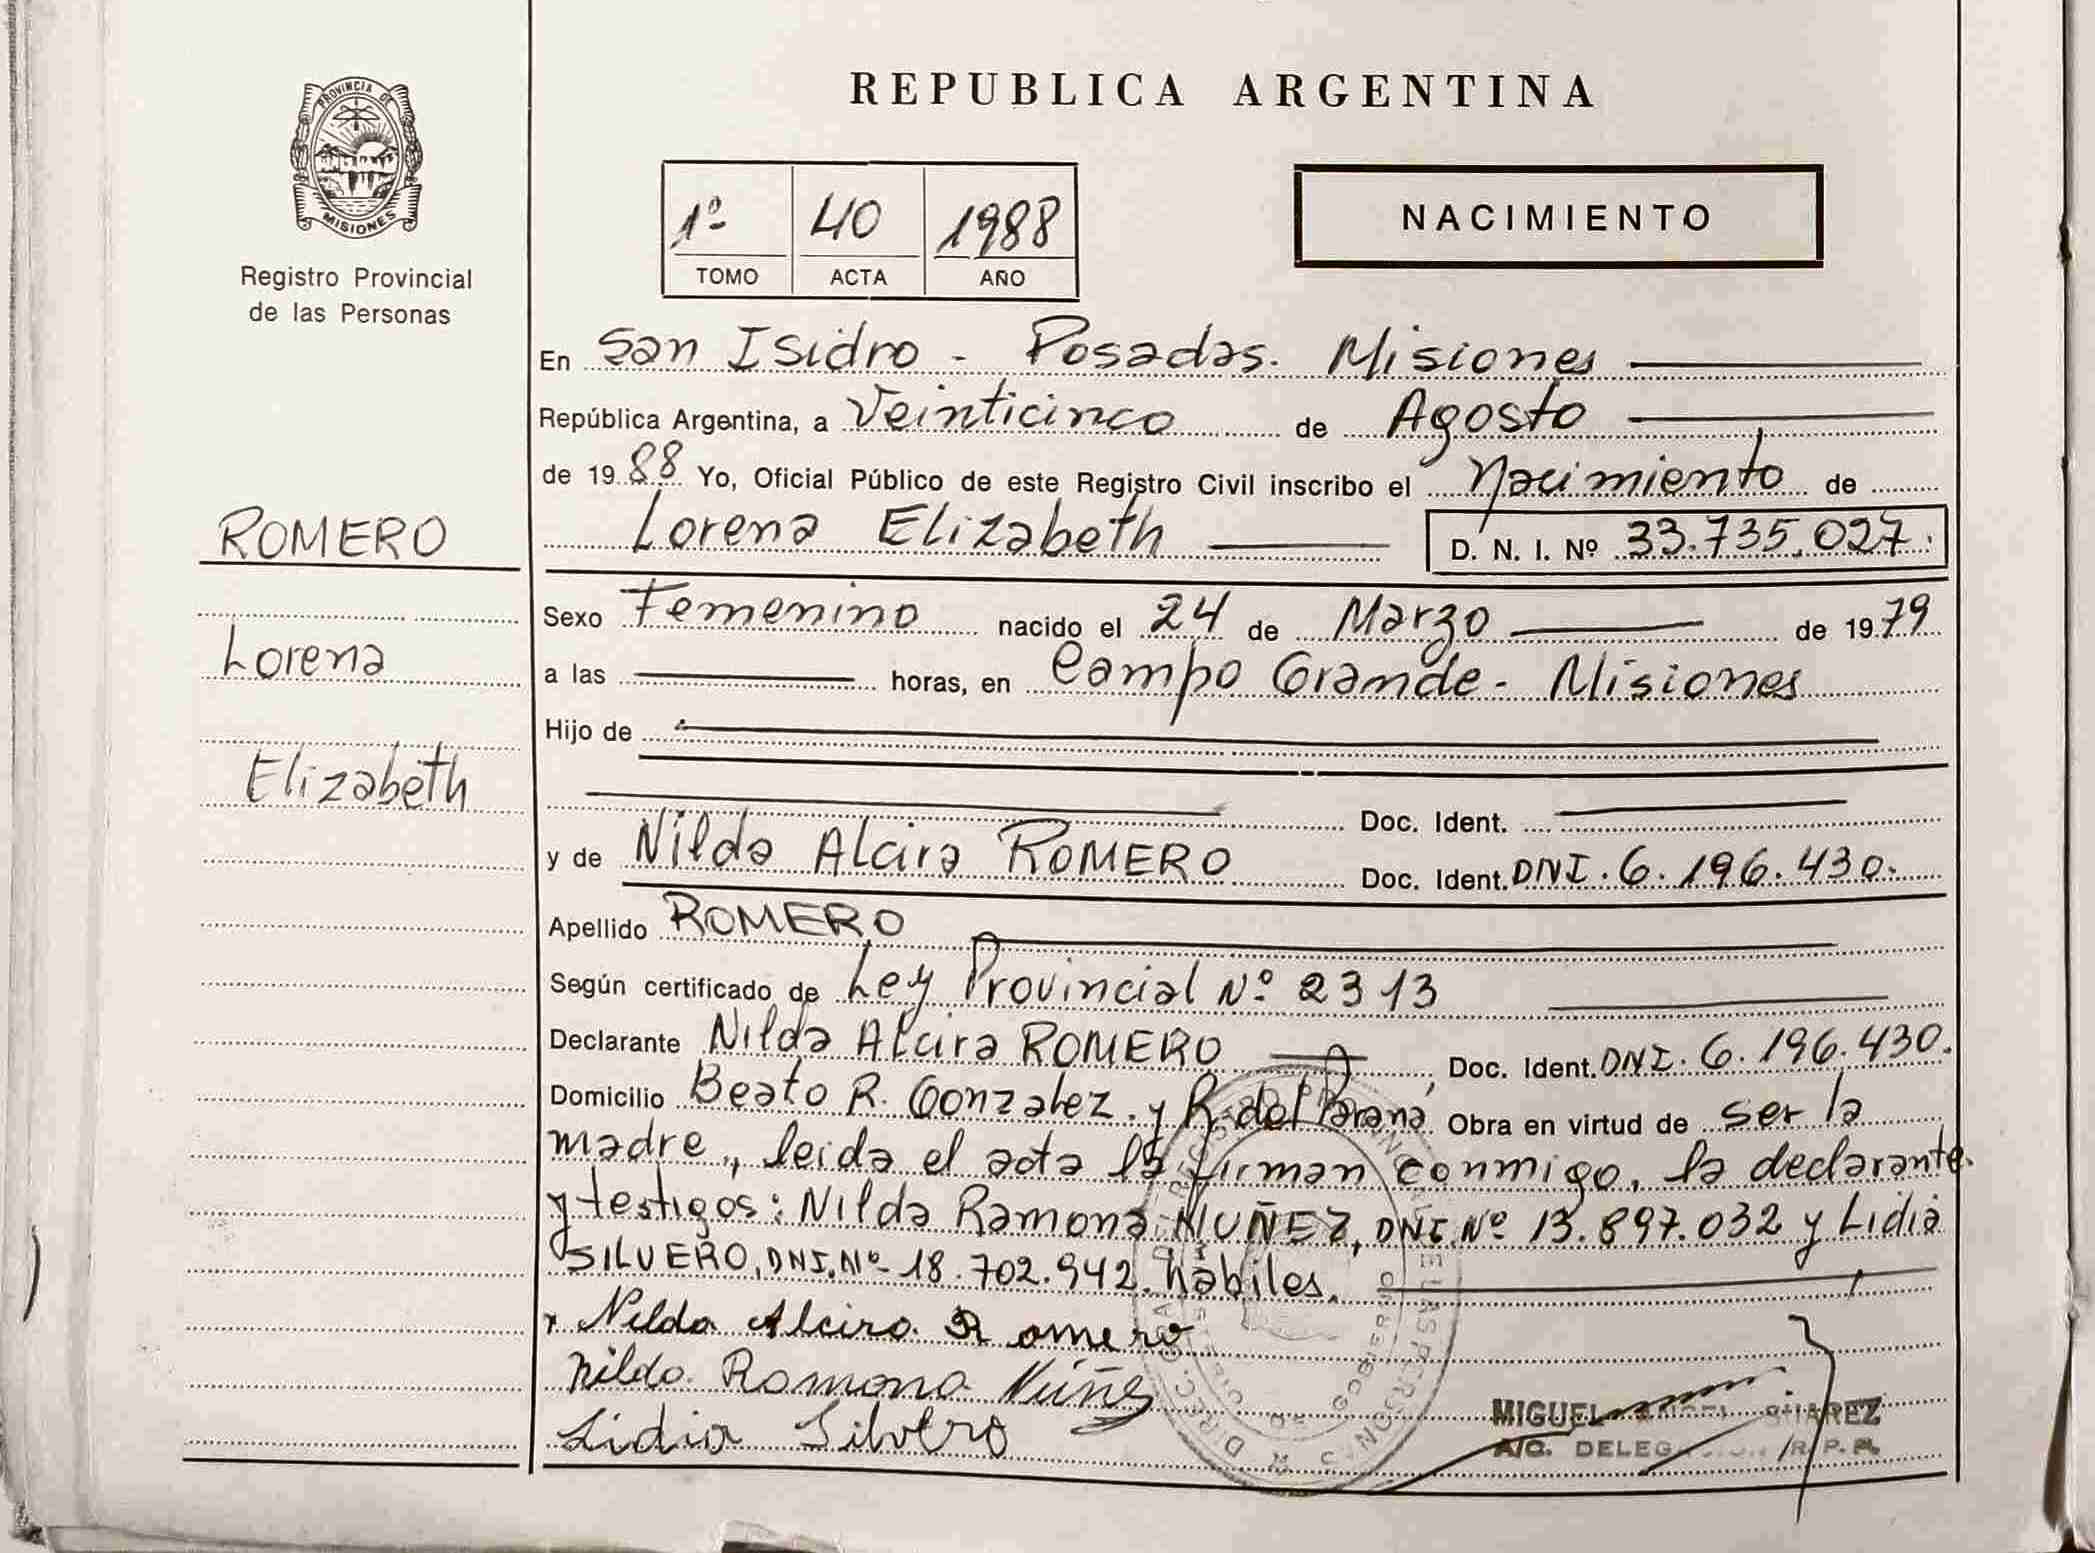 PROVINCIA DE
MISIONES
Registro Provincial
de las Personas
ROMERO
Lorena
Elizabeth
REPUBLICA ARGENTINA
1º 40 1988
TOMO ACTA AÑO
NACIMIENTO
En San Isidro - Posadas. Misiones
República Argentina, a Veinticinco de Agosto
de 1988 Yo, Oficial Público de este Registro Civil inscribo el Nacimiento de
Lorena Elizabeth D. N. I. Nº 33.735.027.
Sexo Femenino nacido el 24 de Marzo de 1979
a las horas, en Campo Grande - Misiones
Hijo de
Doc. Ident.
y de Nilda Alcira ROMERO Doc. Ident. DNI. 6.196.430.
Apellido ROMERO
Según certificado de Ley Provincial Nº 2313
Declarante Nilda Alcira ROMERO, Doc. Ident. DNI. 6.196.430.
Domicilio Beato R. Gonzalez. y R. del Parana Obra en virtud de ser la
madre,, leida el acta la firman conmigo, la declarante
y testigos: Nilda Ramona NUÑEZ, DNI. Nº 13.897.032 y Lidia
SILVERO, DNI. Nº 18.702.942. hábiles.
x Nilda Alcira Romero
Nilda Ramona Núñez
Lidia Silvero
MIGUEL ANGEL SUAREZ
A/C. DELEGACION /R. P. P.